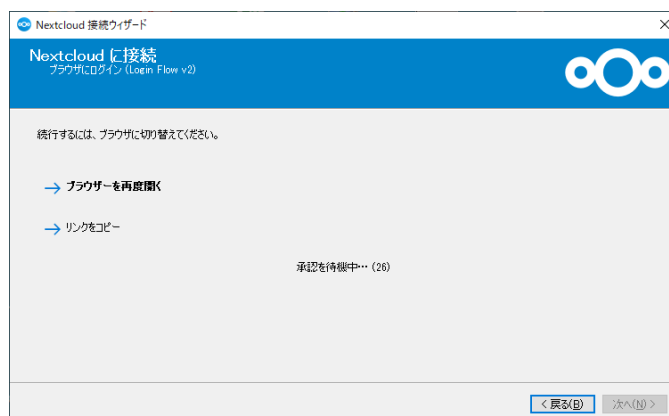 Nextcloud 接続ウィザード
Nextcloud に接続
ブラウザにログイン (Login Flow v2)
続行するには、ブラウザに切り替えてください。
ブラウザーを再度開く
リンクをコピー
承認を待機中… (26)
< 戻る(B)
次へ(N) >